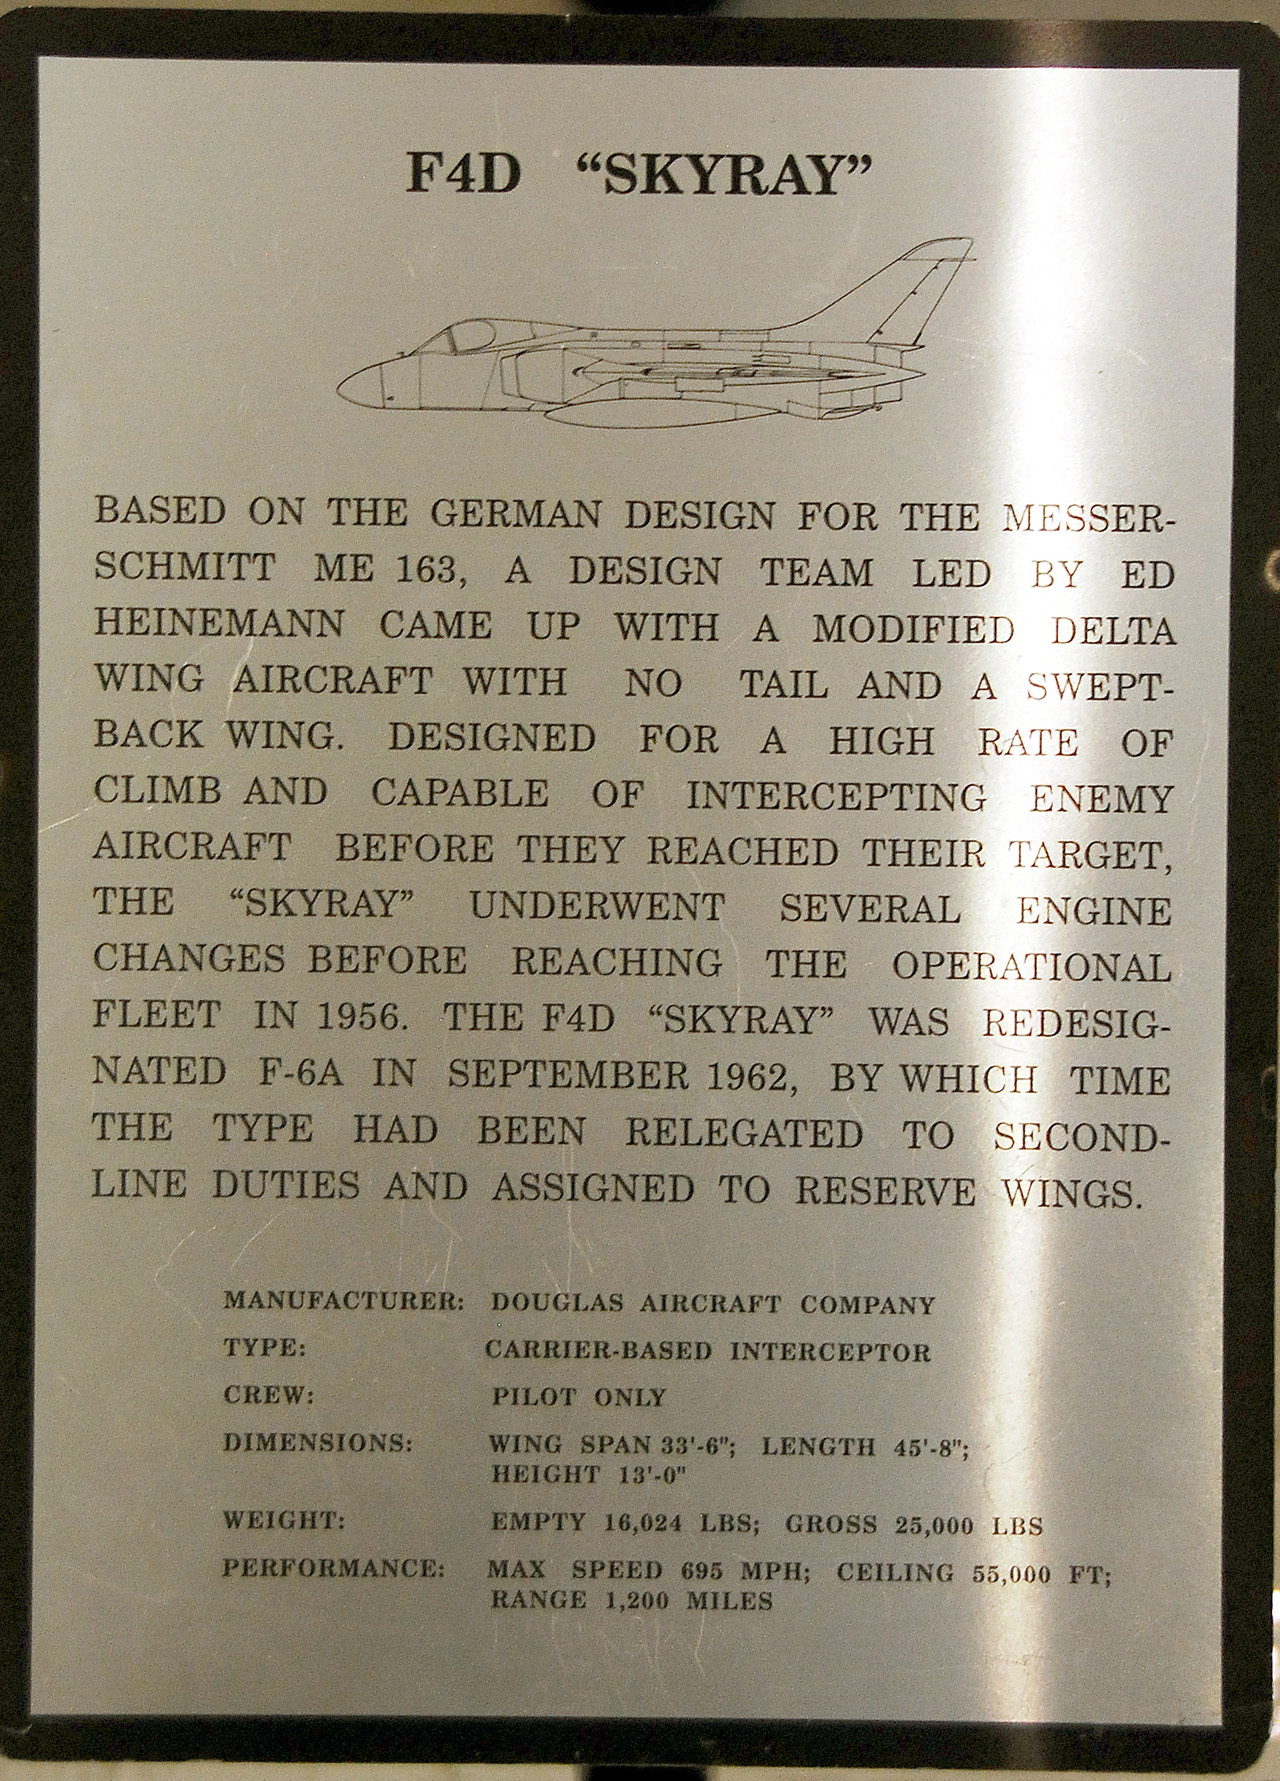 F4D “SKYRAY”
BASED ON THE GERMAN DESIGN FOR THE MESSER-
SCHMITT ME 163, A DESIGN TEAM LED BY ED
HEINEMANN CAME UP WITH A MODIFIED DELTA
WING AIRCRAFT WITH NO TAIL AND A SWEPT-
BACK WING. DESIGNED FOR A HIGH RATE OF
CLIMB AND CAPABLE OF INTERCEPTING ENEMY
AIRCRAFT BEFORE THEY REACHED THEIR TARGET,
THE “SKYRAY” UNDERWENT SEVERAL ENGINE
CHANGES BEFORE REACHING THE OPERATIONAL
FLEET IN 1956. THE F4D “SKYRAY” WAS REDESIG-
NATED F-6A IN SEPTEMBER 1962, BY WHICH TIME
THE TYPE HAD BEEN RELEGATED TO SECOND-
LINE DUTIES AND ASSIGNED TO RESERVE WINGS.
MANUFACTURER: DOUGLAS AIRCRAFT COMPANY
TYPE: CARRIER-BASED INTERCEPTOR
CREW: PILOT ONLY
DIMENSIONS: WING SPAN 33'-6"; LENGTH 45'-8";
HEIGHT 13'-0"
WEIGHT: EMPTY 16,024 LBS; GROSS 25,000 LBS
PERFORMANCE: MAX SPEED 695 MPH; CEILING 55,000 FT;
RANGE 1,200 MILES